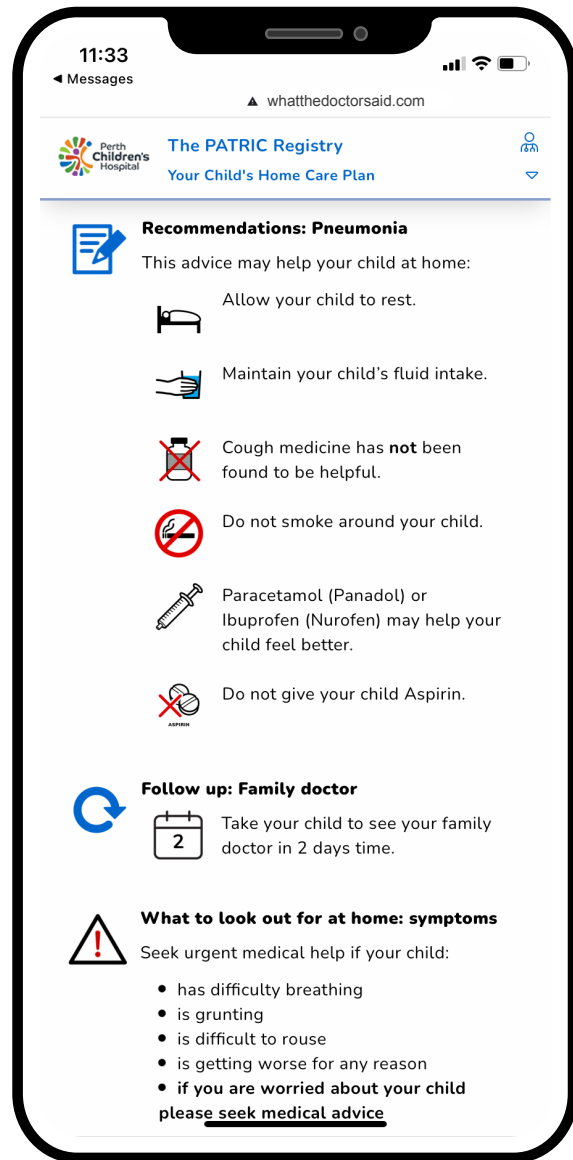 11:33
◀ Messages
▲ whatthedoctorsaid.com
Perth
Children's
Hospital
The PATRIC Registry
Your Child's Home Care Plan
Recommendations: Pneumonia
This advice may help your child at home:
Allow your child to rest.
Maintain your child’s fluid intake.
Cough medicine has not been
found to be helpful.
Do not smoke around your child.
Paracetamol (Panadol) or
Ibuprofen (Nurofen) may help your
child feel better.
Do not give your child Aspirin.
ASPIRIN
Follow up: Family doctor
2
Take your child to see your family
doctor in 2 days time.
What to look out for at home: symptoms
!
Seek urgent medical help if your child:
• has difficulty breathing
• is grunting
• is difficult to rouse
• is getting worse for any reason
• if you are worried about your child
please seek medical advice